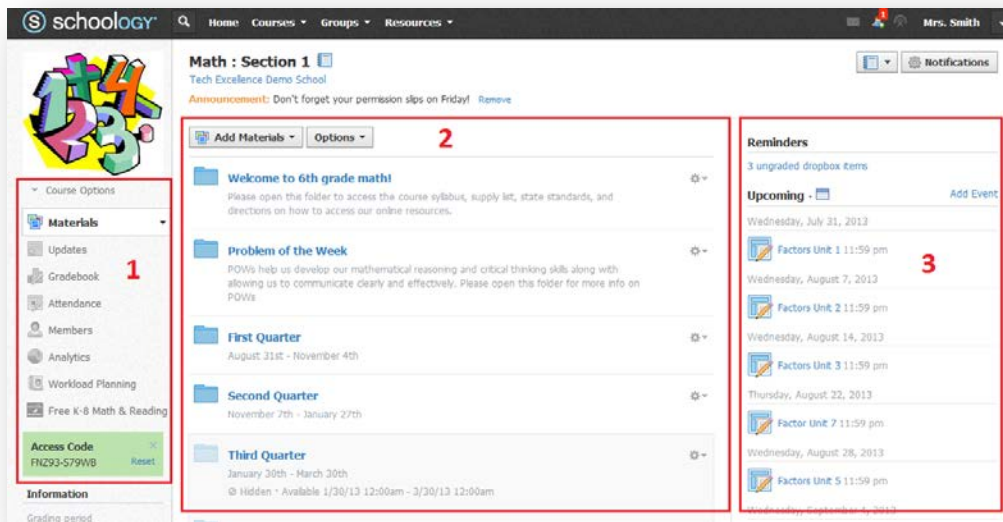 S schoology Home Courses Groups Resources 1 Mrs. Smith
Math : Section 1
Tech Excellence Demo School
Announcement: Don't forget your permission slips on Friday! Remove
Notifications
Course Options
Materials
Updates
Gradebook
Attendance
Members
Analytics
Workload Planning
Free K-8 Math & Reading
1
Access Code
FNZ93-S79WB Reset
Information
Grading period
Add Materials Options
2
Welcome to 6th grade math!
Please open this folder to access the course syllabus, supply list, state standards, and
directions on how to access our online resources.
Problem of the Week
POWs help us develop our mathematical reasoning and critical thinking skills along with
allowing us to communicate clearly and effectively. Please open this folder for more info on
POWs
First Quarter
August 31st - November 4th
Second Quarter
November 7th - January 27th
Third Quarter
January 30th - March 30th
Hidden · Available 1/30/13 12:00am - 3/30/13 12:00am
Reminders
3 ungraded dropbox items
Upcoming · Add Event
Wednesday, July 31, 2013
Factors Unit 1 11:59 pm
3
Wednesday, August 7, 2013
Factors Unit 2 11:59 pm
Wednesday, August 14, 2013
Factors Unit 3 11:59 pm
Thursday, August 22, 2013
Factor Unit 7 11:59 pm
Wednesday, August 28, 2013
Factors Unit 5 11:59 pm
Wednesday, September 4, 2013